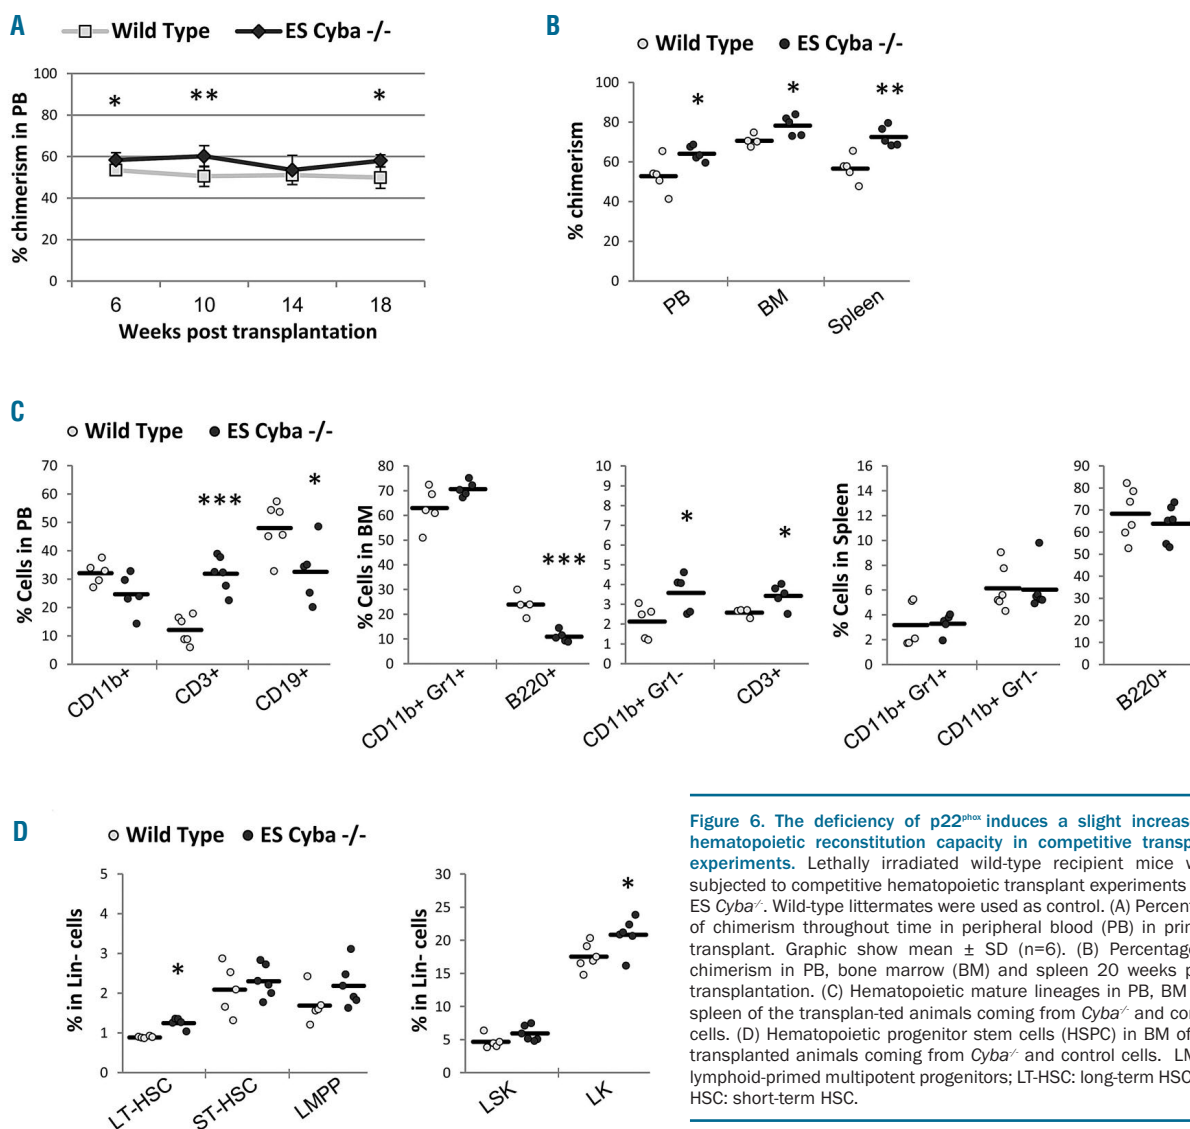 A
Wild Type ES Cyba -/-
% chimerism in PB
100
80
60
40
20
0
* ** *
6 10 14 18
Weeks post transplantation
B
Wild Type ES Cyba -/-
% chimerism
100
80
60
40
20
0
* * **
PB BM Spleen
C
Wild Type ES Cyba -/-
% Cells in PB
70
60
50
40
30
20
10
0
*** *
CD11b+ CD3+ CD19+
% Cells in BM
80
70
60
50
40
30
20
10
0
***
CD11b+ Gr1+ B220+
10
9
8
7
6
5
4
3
2
1
0
* *
CD11b+ Gr1- CD3+
% Cells in Spleen
16
14
12
10
8
6
4
2
0
CD11b+ Gr1+ CD11b+ Gr1-
90
80
70
60
50
40
30
20
10
0
B220+
D
Wild Type ES Cyba -/-
% in Lin- cells
5
4
3
2
1
0
*
LT-HSC ST-HSC LMPP
% in Lin- cells
30
25
20
15
10
5
0
*
LSK LK
Figure 6. The deficiency of p22phox induces a slight increas
hematopoietic reconstitution capacity in competitive transp
experiments. Lethally irradiated wild-type recipient mice
subjected to competitive hematopoietic transplant experiments
ES Cyba-/-. Wild-type littermates were used as control. (A) Percent
of chimerism throughout time in peripheral blood (PB) in prin
transplant. Graphic show mean ± SD (n=6). (B) Percentage
chimerism in PB, bone marrow (BM) and spleen 20 weeks p
transplantation. (C) Hematopoietic mature lineages in PB, BM
spleen of the transplan-ted animals coming from Cyba-/- and con
cells. (D) Hematopoietic progenitor stem cells (HSPC) in BM of
transplanted animals coming from Cyba-/- and control cells. LM
lymphoid-primed multipotent progenitors; LT-HSC: long-term HSC
HSC: short-term HSC.